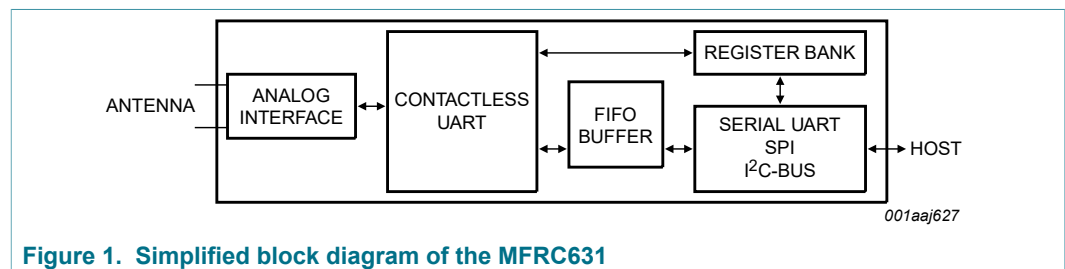 ANTENNA
ANALOG
INTERFACE
CONTACTLESS
UART
FIFO
BUFFER
REGISTER BANK
SERIAL UART
SPI
I²C-BUS
HOST
001aaj627
Figure 1. Simplified block diagram of the MFRC631